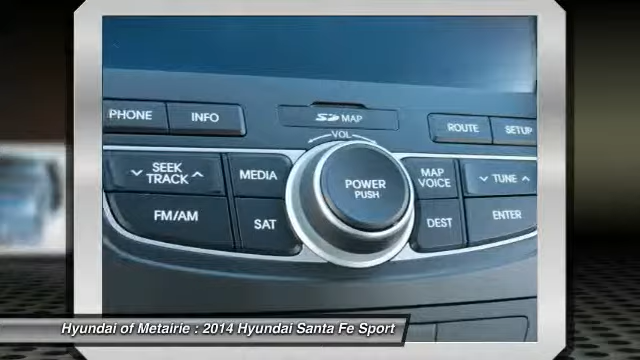 PHONE INFO SD MAP ROUTE SETUP
VOL
SEEK TRACK MEDIA POWER PUSH MAP VOICE TUNE
FM/AM SAT DEST ENTER
Hyundai of Metairie : 2014 Hyundai Santa Fe Sport